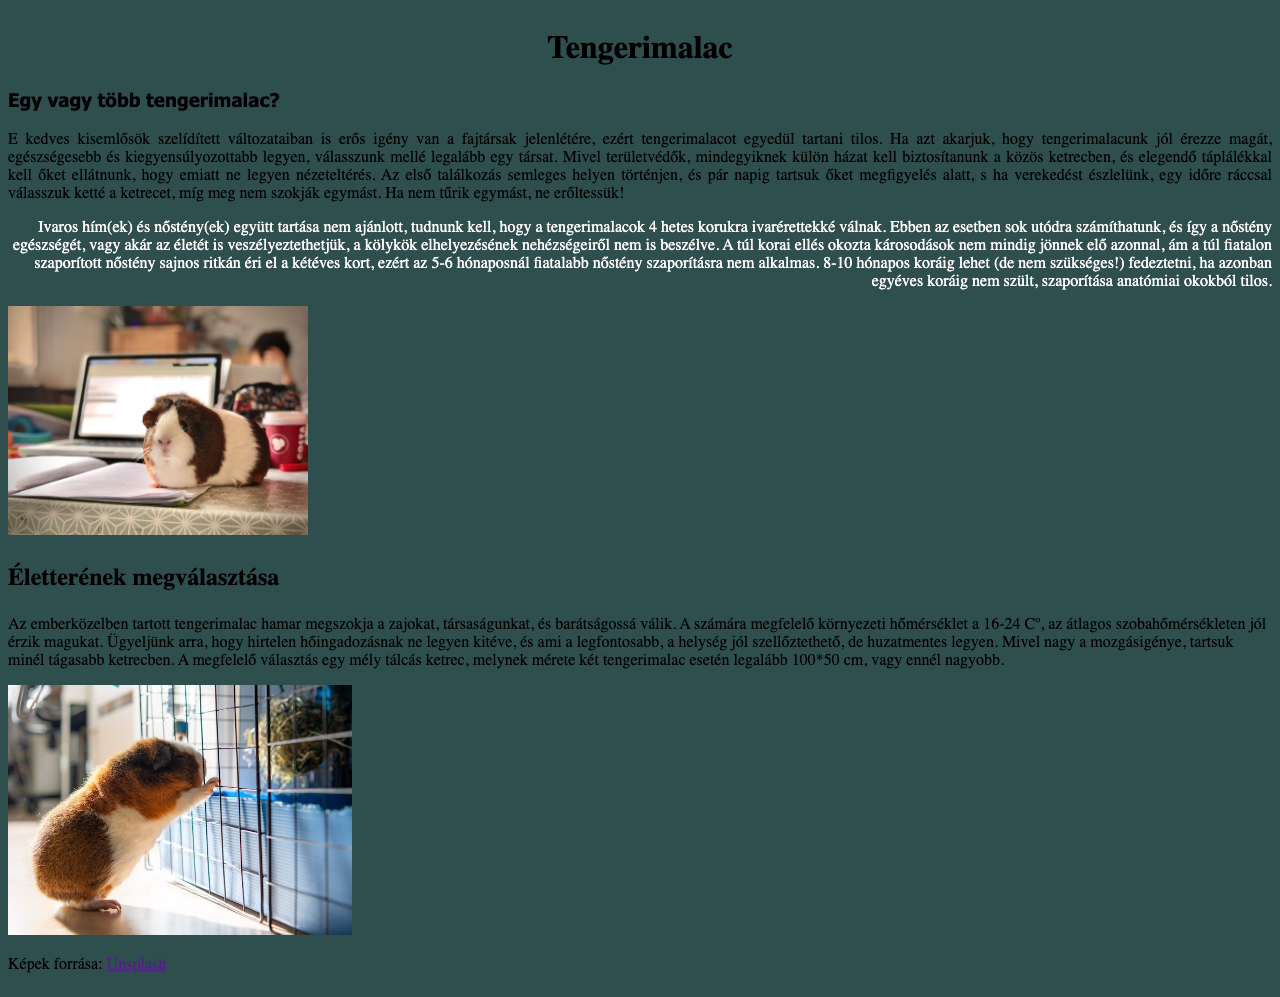 Tengerimalac
Egy vagy több tengerimalac?
E kedves kisemlősök szelídített változataiban is erős igény van a fajtársak jelenlétére, ezért tengerimalacot egyedül tartani tilos. Ha azt akarjuk, hogy tengerimalacunk jól érezze magát,
egészségesebb és kiegyensúlyozottabb legyen, válasszunk mellé legalább egy társat. Mivel területvédők, mindegyiknek külön házat kell biztosítanunk a közös ketrecben, és elegendő táplálékkal
kell őket ellátnunk, hogy emiatt ne legyen nézeteltérés. Az első találkozás semleges helyen történjen, és pár napig tartsuk őket megfigyelés alatt, s ha verekedést észlelünk, egy időre ráccsal
válasszuk ketté a ketrecet, míg meg nem szokják egymást. Ha nem tűrik egymást, ne erőltessük!
Ivaros hím(ek) és nőstény(ek) együtt tartása nem ajánlott, tudnunk kell, hogy a tengerimalacok 4 hetes korukra ivarérettekké válnak. Ebben az esetben sok utódra számíthatunk, és így a nőstény
egészségét, vagy akár az életét is veszélyeztethetjük, a kölykök elhelyezésének nehézségeiről nem is beszélve. A túl korai ellés okozta károsodások nem mindig jönnek elő azonnal, ám a túl fiatalon
szaporított nőstény sajnos ritkán éri el a kétéves kort, ezért az 5-6 hónaposnál fiatalabb nőstény szaporításra nem alkalmas. 8-10 hónapos koráig lehet (de nem szükséges!) fedeztetni, ha azonban
egyéves koráig nem szült, szaporítása anatómiai okokból tilos.
COSTA
Életterének megválasztása
Az emberközelben tartott tengerimalac hamar megszokja a zajokat, társaságunkat, és barátságossá válik. A számára megfelelő környezeti hőmérséklet a 16-24 Cº, az átlagos szobahőmérsékleten jól
érzik magukat. Ügyeljünk arra, hogy hirtelen hőingadozásnak ne legyen kitéve, és ami a legfontosabb, a helység jól szellőztethető, de huzatmentes legyen. Mivel nagy a mozgásigénye, tartsuk
minél tágasabb ketrecben. A megfelelő választás egy mély tálcás ketrec, melynek mérete két tengerimalac esetén legalább 100*50 cm, vagy ennél nagyobb.
Képek forrása: Unsplash